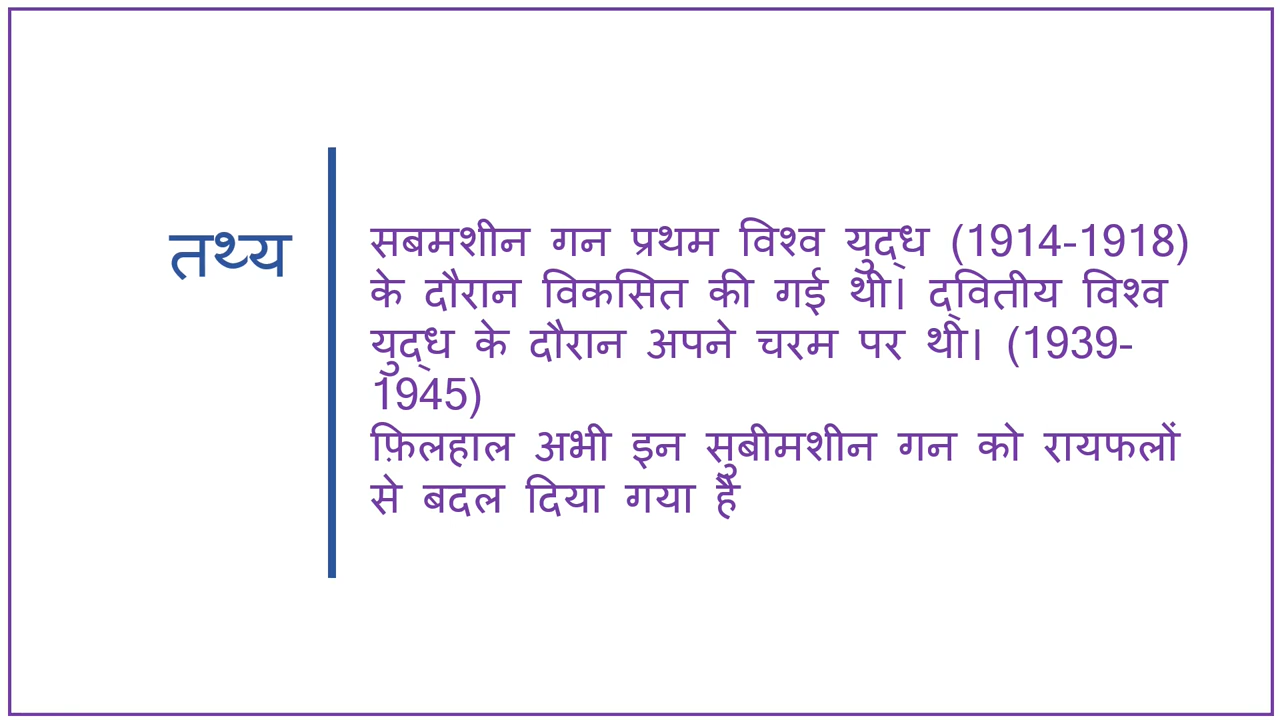 तथ्य
सबमशीन गन प्रथम विश्व युद्ध (1914-1918)
के दौरान विकसित की गई थी। द्वितीय विश्व
युद्ध के दौरान अपने चरम पर थी। (1939-
1945)
फ़िलहाल अभी इन सुबीमशीन गन को रायफलों
से बदल दिया गया है